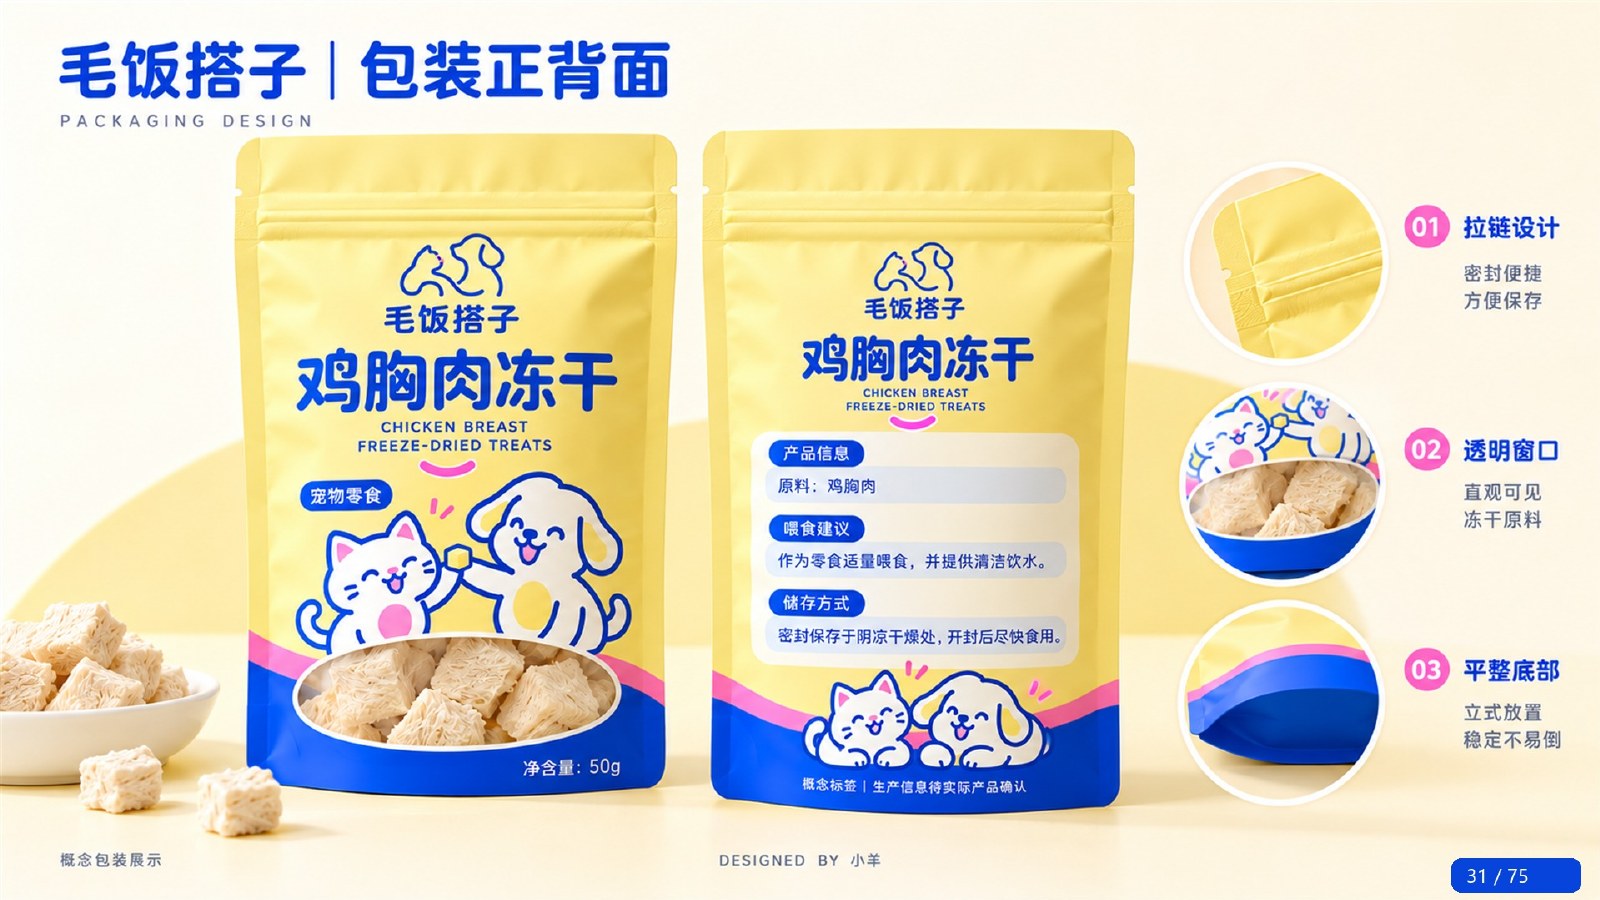 毛饭搭子｜包装正背面
PACKAGING DESIGN
毛饭搭子
鸡胸肉冻干
CHICKEN BREAST
FREEZE-DRIED TREATS
宠物零食
净含量：50g
毛饭搭子
鸡胸肉冻干
CHICKEN BREAST
FREEZE-DRIED TREATS
产品信息
原料：鸡胸肉
喂食建议
作为零食适量喂食，并提供清洁饮水。
储存方式
密封保存于阴凉干燥处，开封后尽快食用。
概念标签｜生产信息待实际产品确认
01 拉链设计
密封便捷
方便保存
02 透明窗口
直观可见
冻干原料
03 平整底部
立式放置
稳定不易倒
概念包装展示
DESIGNED BY 小羊
31 / 75